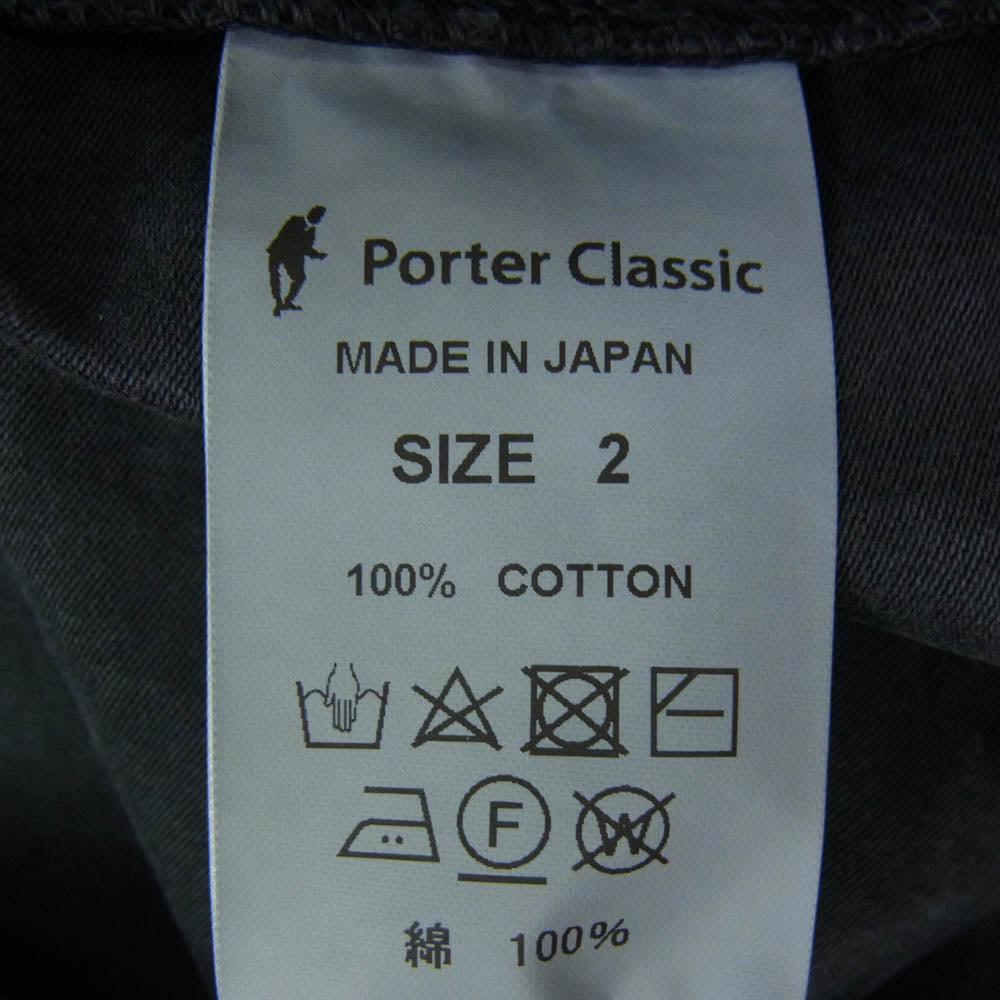 Porter Classic
MADE IN JAPAN
SIZE 2
100% COTTON
F W
綿 100%